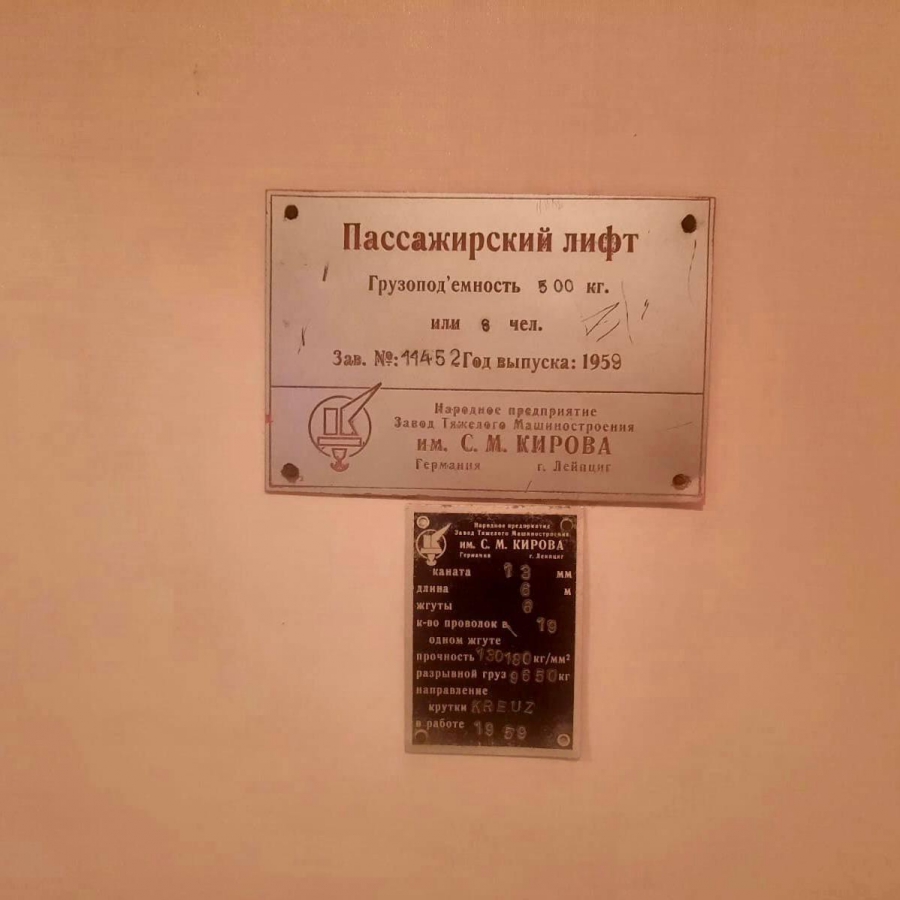 Пассажирский лифт
Грузопод'емность 500 кг.
или 6 чел.
Зав. №: 11452 Год выпуска: 1959
Народное предприятие
Завод Тяжелого Машиностроения
им. С. М. КИРОВА
Германия г. Лейпциг
Народное предприятие
Завод Тяжелого Машиностроения
им. С. М. КИРОВА
Германия г. Лейпциг
каната 13 мм
длина 6 м
жгуты 6
к-во проволок в 19
одном жгуте
прочность 130180 кг/мм²
разрывной груз 9650 кг
направление
крутки KREUZ
в работе 1959